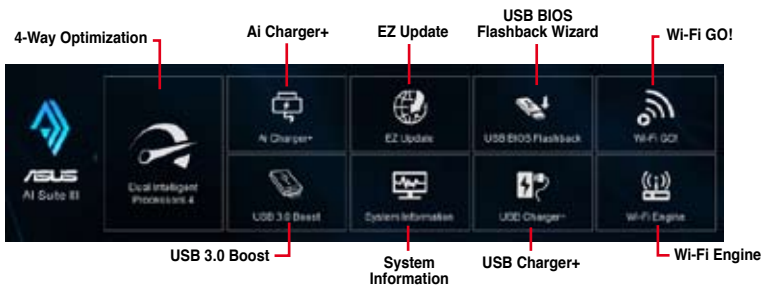 4-Way Optimization
Ai Charger+
EZ Update
USB BIOS
Flashback Wizard
Wi-Fi GO!
Ai Charger+
EZ Update
USB BIOS Flashback
Wi-Fi GO!
ASUS
AI Suite III
Dual Intelligent
Processors 4
USB 3.0 Boost
System Information
USB Charger+
Wi-Fi Engine
USB 3.0 Boost
System
Information
USB Charger+
Wi-Fi Engine